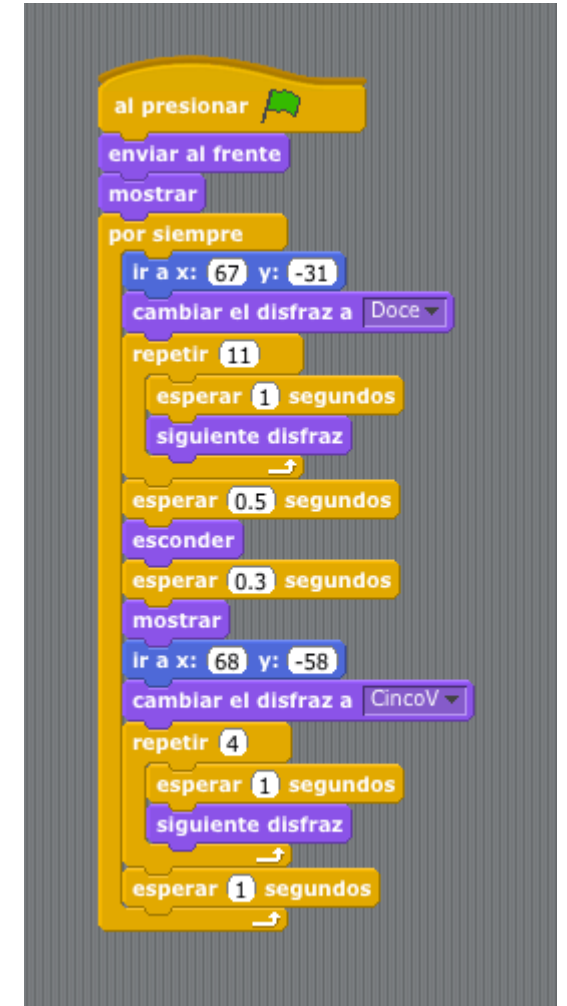 al presionar
enviar al frente
mostrar
por siempre
ir a x: 67 y: -31
cambiar el disfraz a Doce
repetir 11
esperar 1 segundos
siguiente disfraz
esperar 0.5 segundos
esconder
esperar 0.3 segundos
mostrar
ir a x: 68 y: -58
cambiar el disfraz a CincoV
repetir 4
esperar 1 segundos
siguiente disfraz
esperar 1 segundos